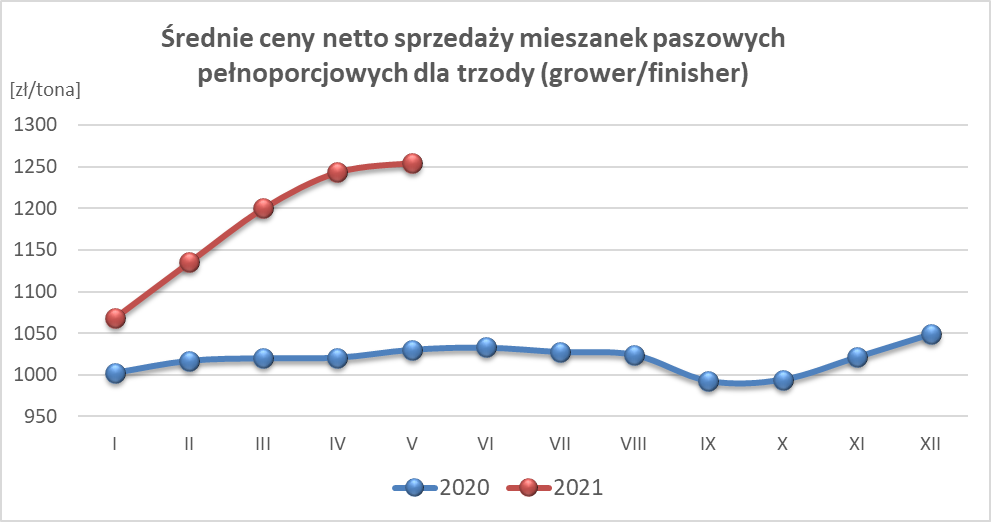 Średnie ceny netto sprzedaży mieszanek paszowych
pełnoporcjowych dla trzody (grower/finisher)
[zł/tona]
1300
1250
1200
1150
1100
1050
1000
950
I II III IV V VI VII VIII IX X XI XII
2020 2021